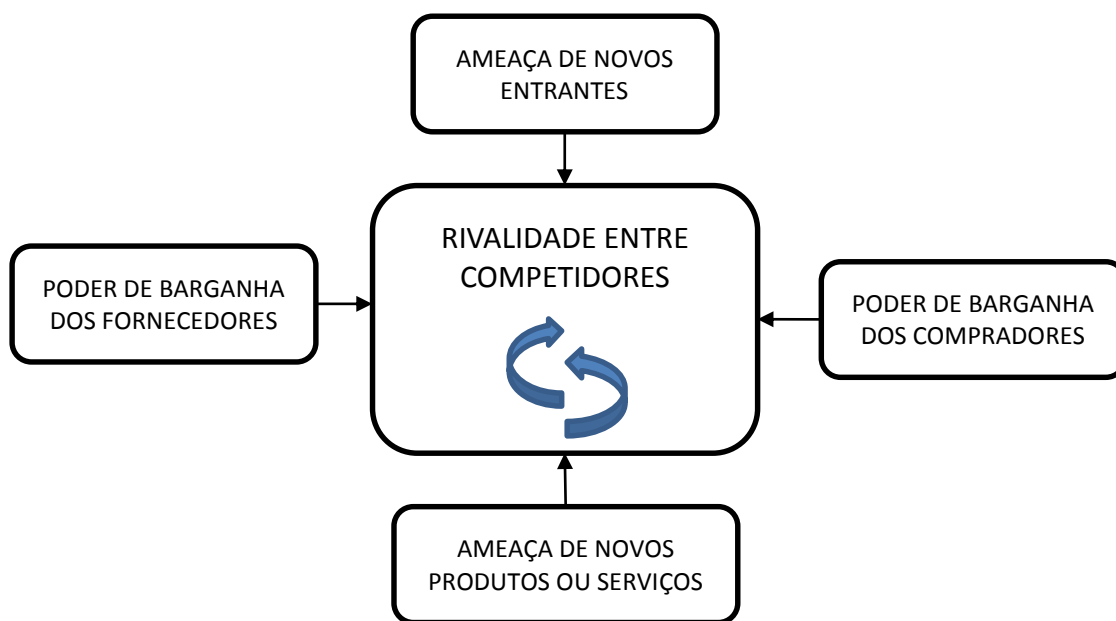 AMEAÇA DE NOVOS
ENTRANTES
RIVALIDADE ENTRE
COMPETIDORES
PODER DE BARGANHA
DOS FORNECEDORES
PODER DE BARGANHA
DOS COMPRADORES
AMEAÇA DE NOVOS
PRODUTOS OU SERVIÇOS